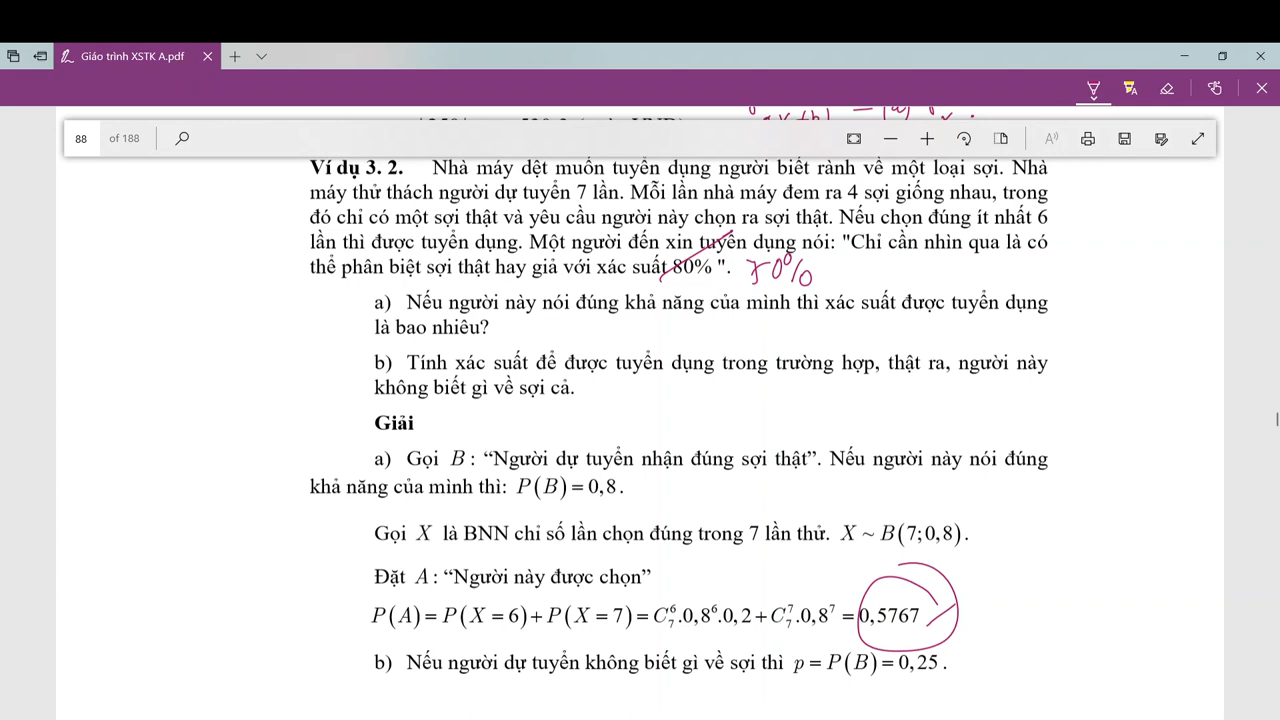 Giáo trình XSTK A.pdf
88 of 188
Ví dụ 3. 2. Nhà máy dệt muốn tuyển dụng người biết rành về một loại sợi. Nhà
máy thử thách người dự tuyển 7 lần. Mỗi lần nhà máy đem ra 4 sợi giống nhau, trong
đó chỉ có một sợi thật và yêu cầu người này chọn ra sợi thật. Nếu chọn đúng ít nhất 6
lần thì được tuyển dụng. Một người đến xin tuyển dụng nói: "Chỉ cần nhìn qua là có
thể phân biệt sợi thật hay giả với xác suất 80% ". 70%
a) Nếu người này nói đúng khả năng của mình thì xác suất được tuyển dụng
là bao nhiêu?
b) Tính xác suất để được tuyển dụng trong trường hợp, thật ra, người này
không biết gì về sợi cả.
Giải
a) Gọi B : “Người dự tuyển nhận đúng sợi thật”. Nếu người này nói đúng
khả năng của mình thì: P(B) = 0,8 .
Gọi X là BNN chỉ số lần chọn đúng trong 7 lần thử. X ~ B(7;0,8).
Đặt A : “Người này được chọn”
P(A) = P(X = 6) + P(X = 7) = C₇⁶.0,8⁶.0,2 + C₇⁷.0,8⁷ = 0,5767
b) Nếu người dự tuyển không biết gì về sợi thì p = P(B) = 0,25 .